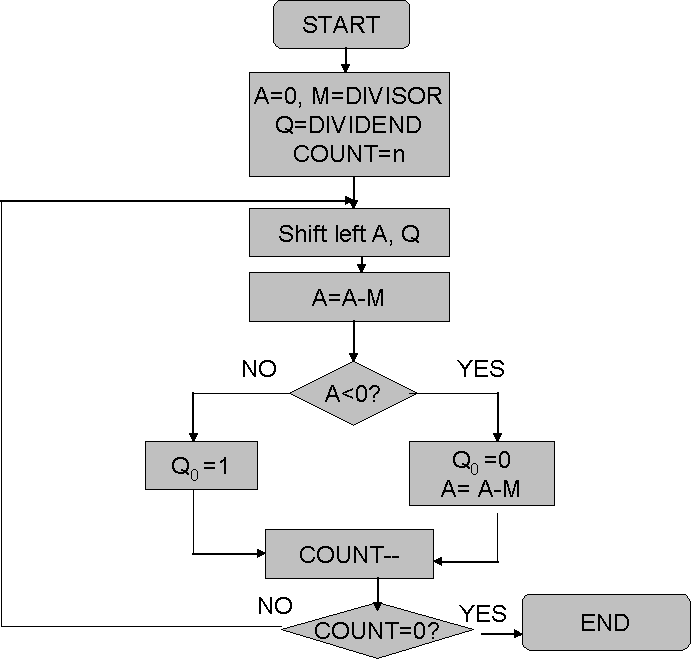 START
A=0, M=DIVISOR
Q=DIVIDEND
COUNT=n
Shift left A, Q
A=A-M
NO
YES
A<0?
Q₀ =1
Q₀ =0
A= A-M
COUNT--
NO
YES
COUNT=0?
END